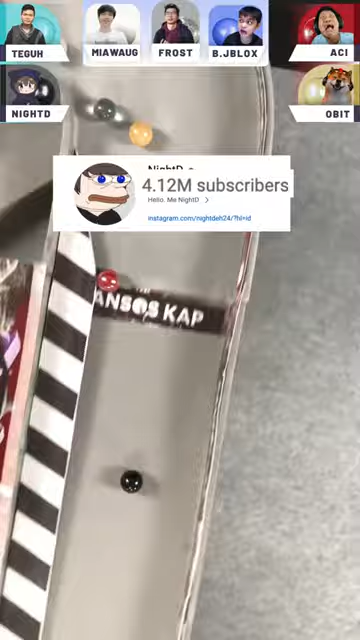 TEGUH
MIAWAUG
FROST
B.JBLOX
ACI
NIGHTD
OBIT
NightD
4.12M subscribers
Hello. Me NightD
instagram.com/nightdeh24/?hl=id
ANSOS KAP